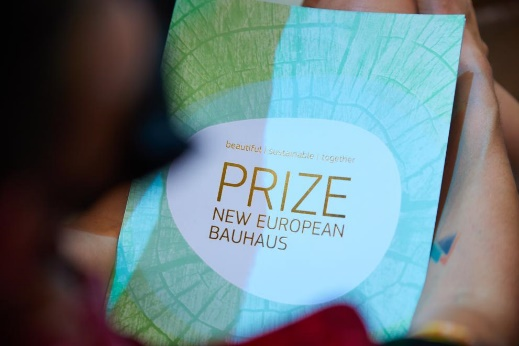 beautiful | sustainable | together
PRIZE
NEW EUROPEAN
BAUHAUS